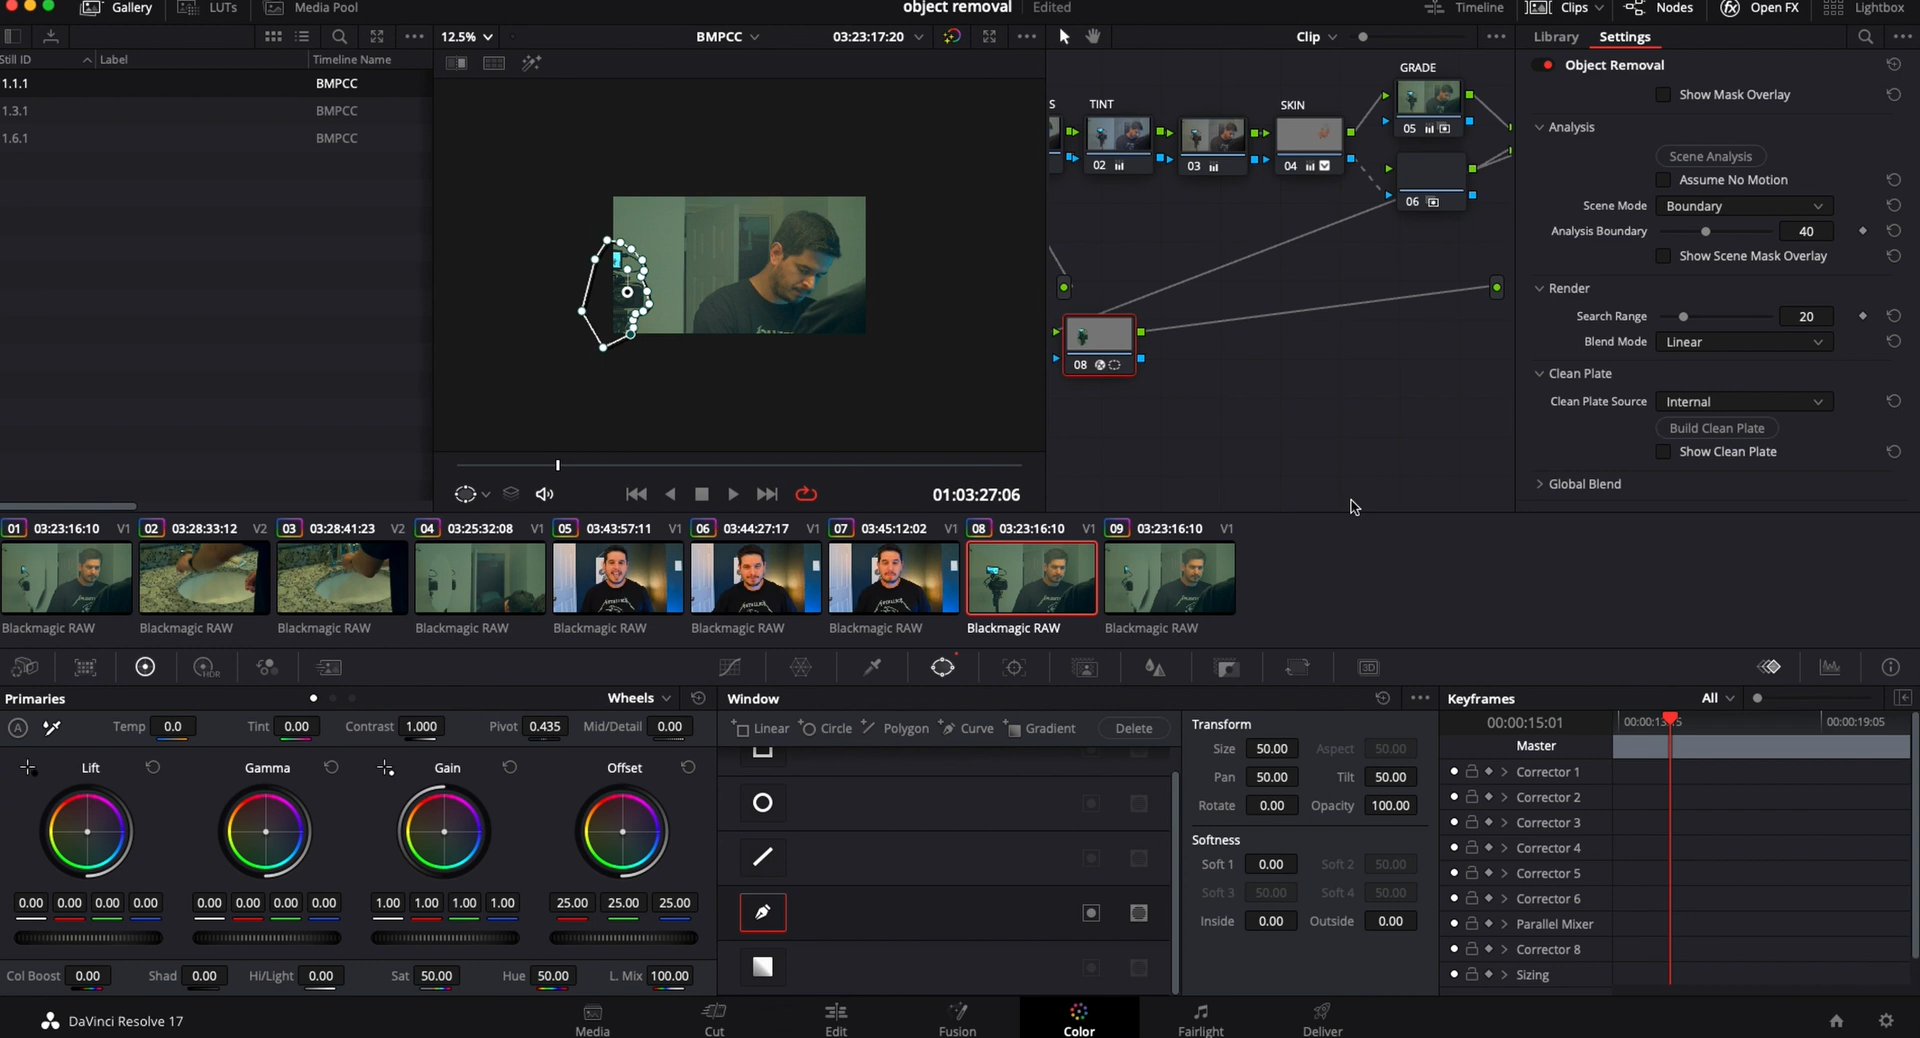 Gallery
LUTs
Media Pool
object removal
Edited
Timeline
Clips
Nodes
Open FX
Lightbox
12.5%
BMPCC
03:23:17:20
Clip
Library
Settings
Still ID
Label
Timeline Name
1.1.1
BMPCC
1.3.1
BMPCC
1.6.1
BMPCC
S
TINT
SKIN
GRADE
02
03
04
05
06
08
Object Removal
Show Mask Overlay
Analysis
Scene Analysis
Assume No Motion
Scene Mode
Boundary
Analysis Boundary
40
Show Scene Mask Overlay
Render
Search Range
20
Blend Mode
Linear
Clean Plate
Clean Plate Source
Internal
Build Clean Plate
Show Clean Plate
Global Blend
01:03:27:06
01 03:23:16:10 V1
02 03:28:33:12 V2
03 03:28:41:23 V2
04 03:25:32:08 V1
05 03:43:57:11 V1
06 03:44:27:17 V1
07 03:45:12:02 V1
08 03:23:16:10 V1
09 03:23:16:10 V1
Blackmagic RAW
Blackmagic RAW
Blackmagic RAW
Blackmagic RAW
Blackmagic RAW
Blackmagic RAW
Blackmagic RAW
Blackmagic RAW
Blackmagic RAW
HDR
3D
Primaries
Wheels
Temp 0.0
Tint 0.00
Contrast 1.000
Pivot 0.435
Mid/Detail 0.00
A
Lift
Gamma
Gain
Offset
0.00 0.00 0.00 0.00
0.00 0.00 0.00 0.00
1.00 1.00 1.00 1.00
25.00 25.00 25.00
Col Boost 0.00
Shad 0.00
Hi/Light 0.00
Sat 50.00
Hue 50.00
L. Mix 100.00
Window
Linear
Circle
Polygon
Curve
Gradient
Delete
Transform
Size 50.00
Aspect 50.00
Pan 50.00
Tilt 50.00
Rotate 0.00
Opacity 100.00
Softness
Soft 1 0.00
Soft 2 50.00
Soft 3 50.00
Soft 4 50.00
Inside 0.00
Outside 0.00
Keyframes
All
00:00:15:01
00:00:19:05
Master
Corrector 1
Corrector 2
Corrector 3
Corrector 4
Corrector 5
Corrector 6
Parallel Mixer
Corrector 8
Sizing
DaVinci Resolve 17
Media
Cut
Edit
Fusion
Color
Fairlight
Deliver